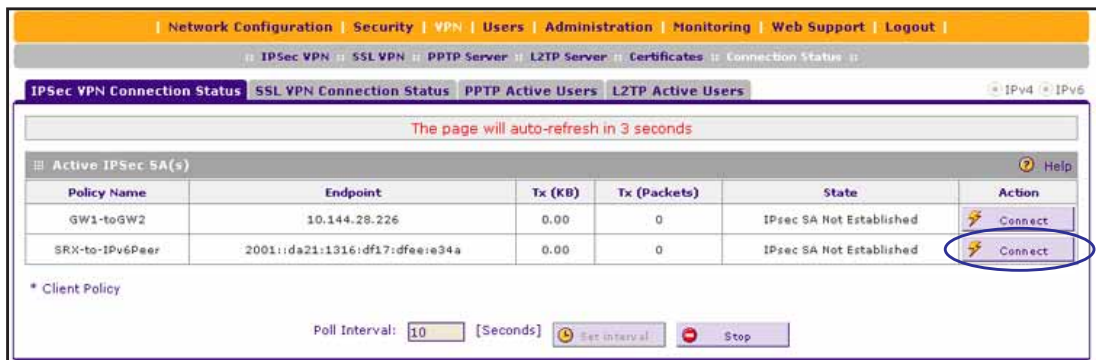 | Network Configuration | Security | VPN | Users | Administration | Monitoring | Web Support | Logout |
:: IPSec VPN :: SSL VPN :: PPTP Server :: L2TP Server :: Certificates :: Connection Status ::
IPSec VPN Connection Status SSL VPN Connection Status PPTP Active Users L2TP Active Users IPv4 IPv6
The page will auto-refresh in 3 seconds
Active IPSec SA(s) ? Help
Policy Name Endpoint Tx (KB) Tx (Packets) State Action
GW1-toGW2 10.144.28.226 0.00 0 IPsec SA Not Established Connect
SRX-to-IPv6Peer 2001::da21:1316:df17:dfee:e34a 0.00 0 IPsec SA Not Established Connect
* Client Policy
Poll Interval: 10 [Seconds] Set interval Stop